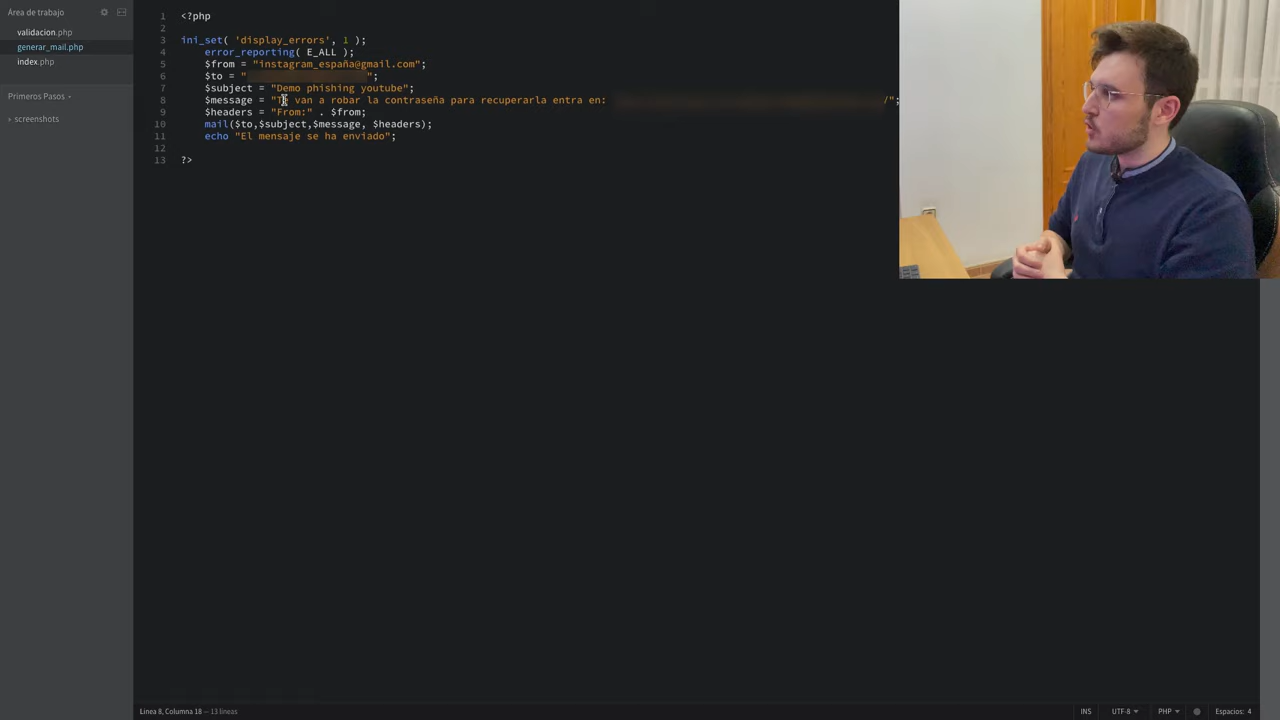 Área de trabajo
validacion.php
generar_mail.php
index.php
Primeros Pasos
screenshots
1 <?php
2
3 ini_set( 'display_errors', 1 );
4 error_reporting( E_ALL );
5 $from = "instagram_españa@gmail.com";
6 $to = " ";
7 $subject = "Demo phishing youtube";
8 $message = "Te van a robar la contraseña para recuperarla entra en: /";
9 $headers = "From:" . $from;
10 mail($to,$subject,$message, $headers);
11 echo "El mensaje se ha enviado";
12
13 ?>
Línea 8, Columna 18 — 13 líneas
INS UTF-8 PHP Espacios: 4